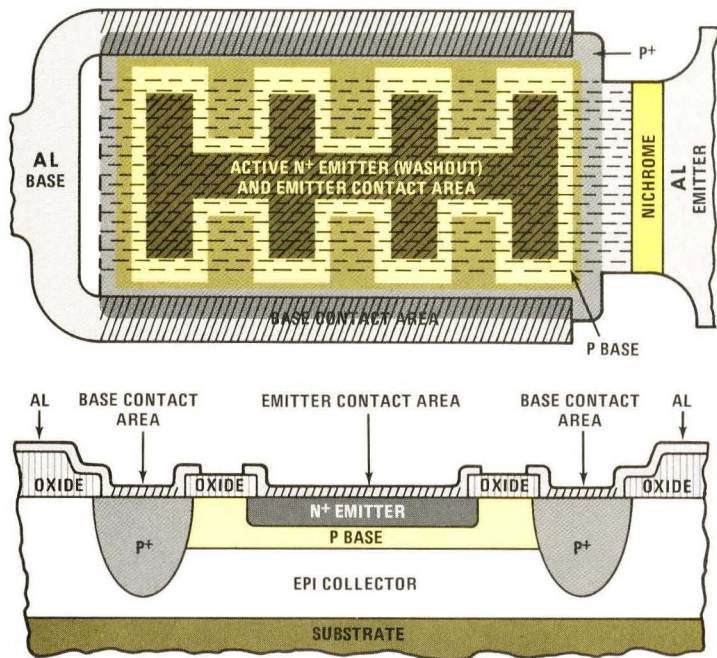 P+
AL
BASE
ACTIVE N+ EMITTER (WASHOUT)
AND EMITTER CONTACT AREA
NICHROME
AL
EMITTER
BASE CONTACT AREA
P BASE
AL
BASE CONTACT
AREA
EMITTER CONTACT AREA
BASE CONTACT
AREA
AL
OXIDE
OXIDE
OXIDE
OXIDE
N+ EMITTER
P BASE
P+
P+
EPI COLLECTOR
SUBSTRATE